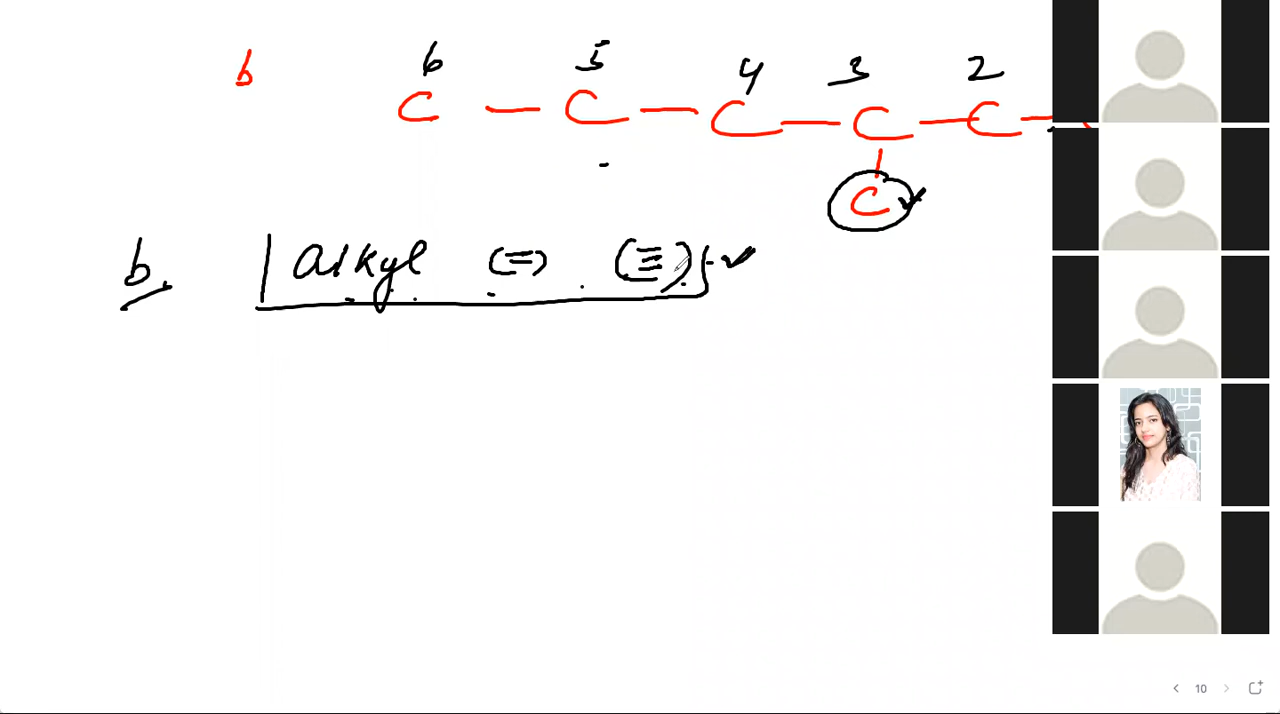 b 6 5 4 3 2
C — C — C — C — C —
C
b. alkyl (=) (≡)
10